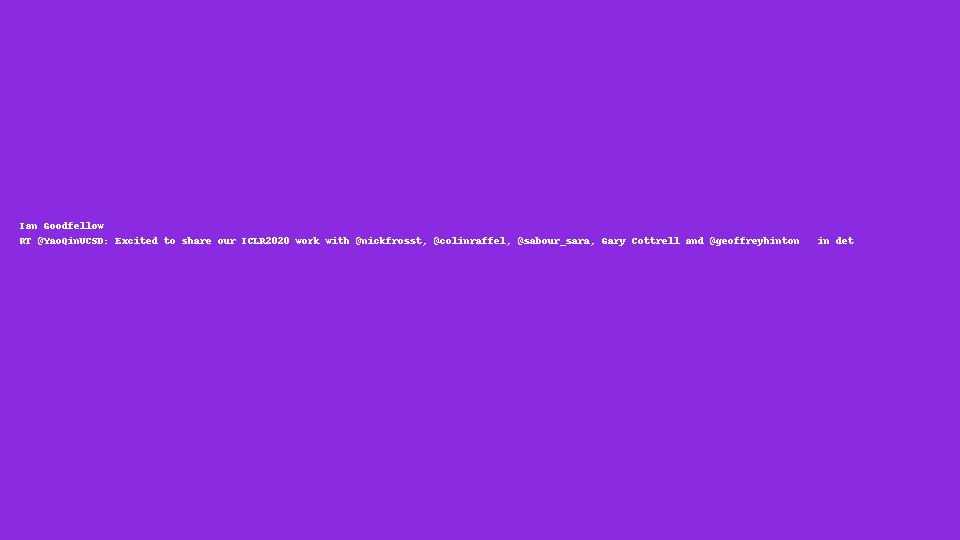 Ian Goodfellow
RT @YaoQinUCSD: Excited to share our ICLR2020 work with @nickfrosst, @colinraffel, @sabour_sara, Gary Cottrell and @geoffreyhinton   in det